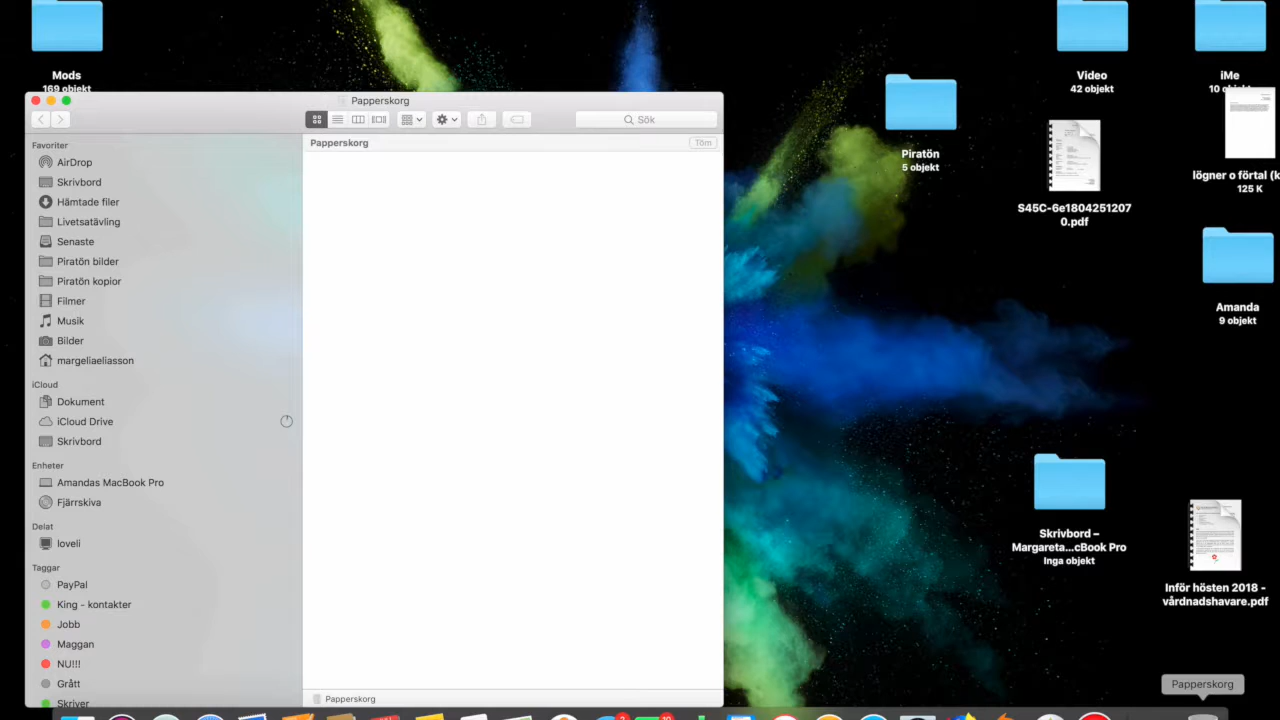 Mods
169 objekt
Papperskorg
Sök
Papperskorg
Töm
Favoriter
AirDrop
Skrivbord
Hämtade filer
Livetsatävling
Senaste
Piratön bilder
Piratön kopior
Filmer
Musik
Bilder
margeliaeliasson
iCloud
Dokument
iCloud Drive
Skrivbord
Enheter
Amandas MacBook Pro
Fjärrskiva
Delat
loveli
Taggar
PayPal
King - kontakter
Jobb
Maggan
NU!!!
Grått
Skriver
Papperskorg
Piratön
5 objekt
Video
42 objekt
iMe
10
S45C-6e1804251207
0.pdf
lögner o förtal (k
125 K
Amanda
9 objekt
Skrivbord –
Margareta...cBook Pro
Inga objekt
Inför hösten 2018 -
vårdnadshavare.pdf
Papperskorg